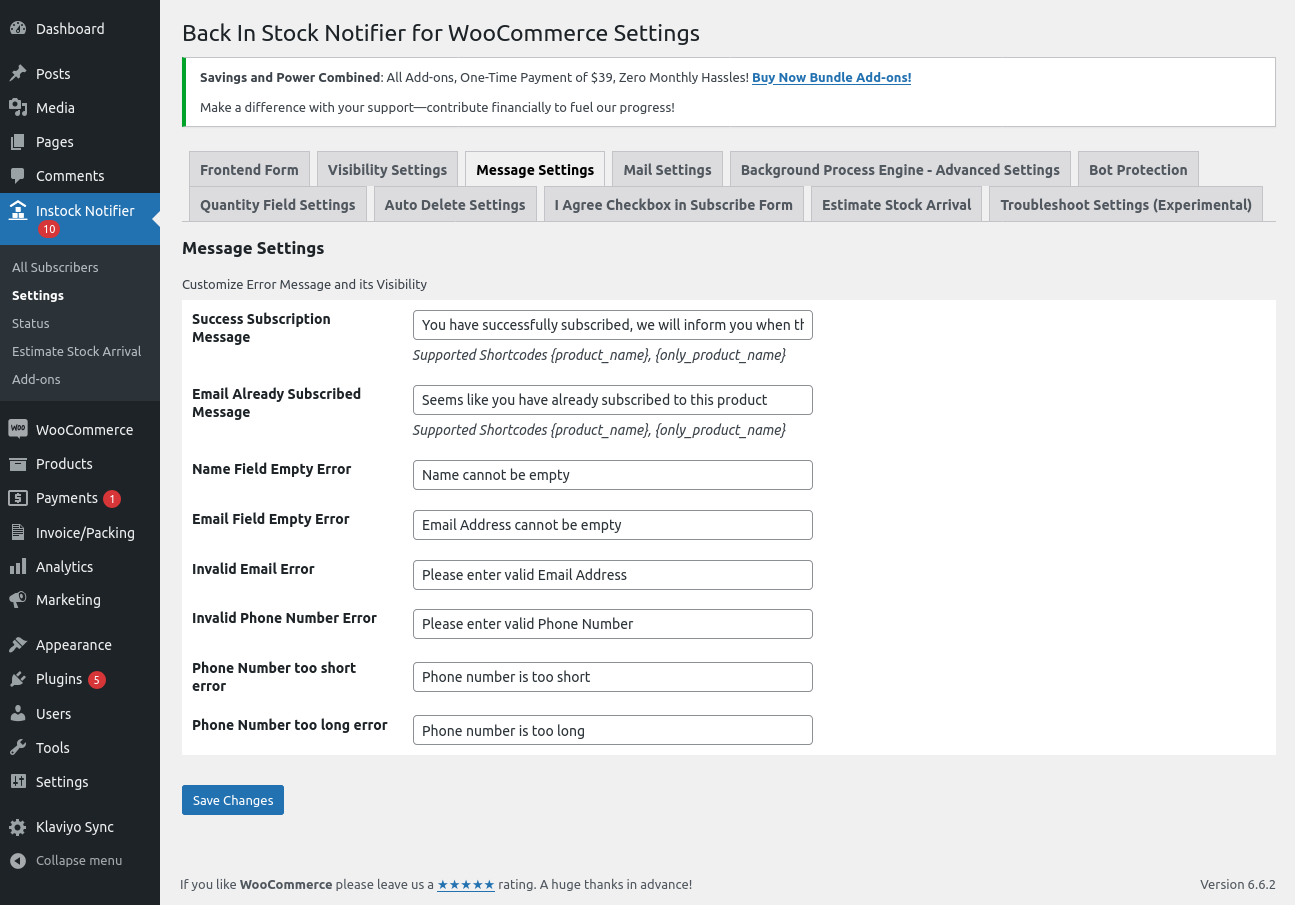 Dashboard
Posts
Media
Pages
Comments
Instock Notifier
10
All Subscribers
Settings
Status
Estimate Stock Arrival
Add-ons
WooCommerce
Products
Payments 1
Invoice/Packing
Analytics
Marketing
Appearance
Plugins 5
Users
Tools
Settings
Klaviyo Sync
Collapse menu
Back In Stock Notifier for WooCommerce Settings
Savings and Power Combined: All Add-ons, One-Time Payment of $39, Zero Monthly Hassles! Buy Now Bundle Add-ons!
Make a difference with your support—contribute financially to fuel our progress!
Frontend Form Visibility Settings Message Settings Mail Settings Background Process Engine - Advanced Settings Bot Protection
Quantity Field Settings Auto Delete Settings I Agree Checkbox in Subscribe Form Estimate Stock Arrival Troubleshoot Settings (Experimental)
Message Settings
Customize Error Message and its Visibility
Success Subscription
Message
You have successfully subscribed, we will inform you when th
Supported Shortcodes {product_name}, {only_product_name}
Email Already Subscribed
Message
Seems like you have already subscribed to this product
Supported Shortcodes {product_name}, {only_product_name}
Name Field Empty Error
Name cannot be empty
Email Field Empty Error
Email Address cannot be empty
Invalid Email Error
Please enter valid Email Address
Invalid Phone Number Error
Please enter valid Phone Number
Phone Number too short
error
Phone number is too short
Phone Number too long error
Phone number is too long
Save Changes
If you like WooCommerce please leave us a ★★★★★ rating. A huge thanks in advance!
Version 6.6.2